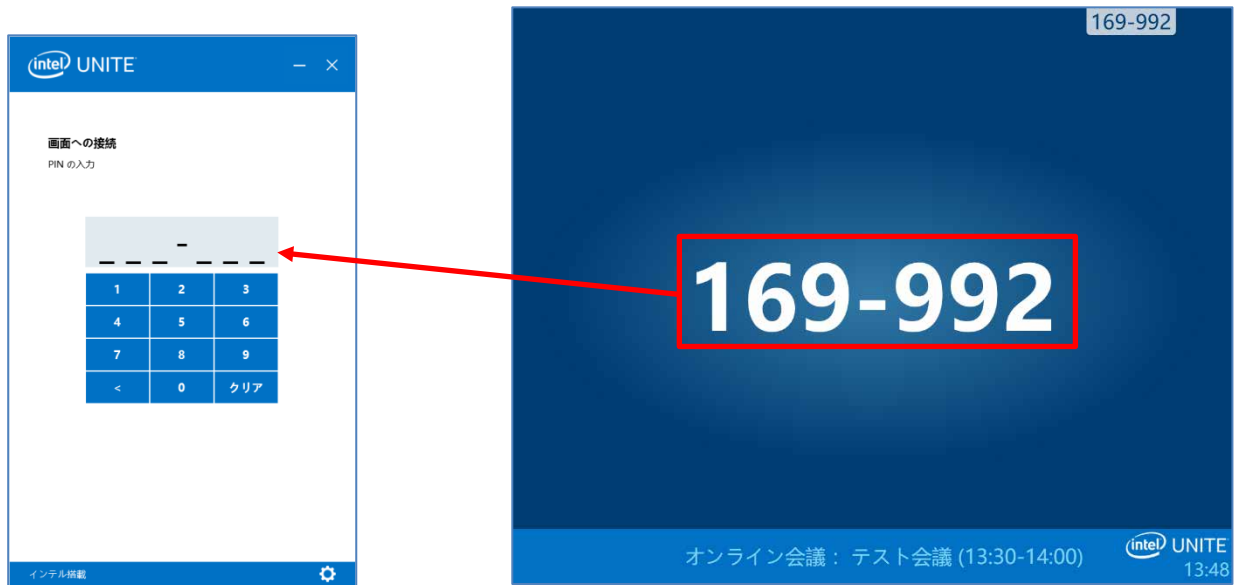 intel UNITE
画面への接続
PIN の入力
_ _ _ - _ _ _
1 2 3
4 5 6
7 8 9
< 0 クリア
インテル搭載
169-992
169-992
オンライン会議： テスト会議 (13:30-14:00)
intel UNITE
13:48